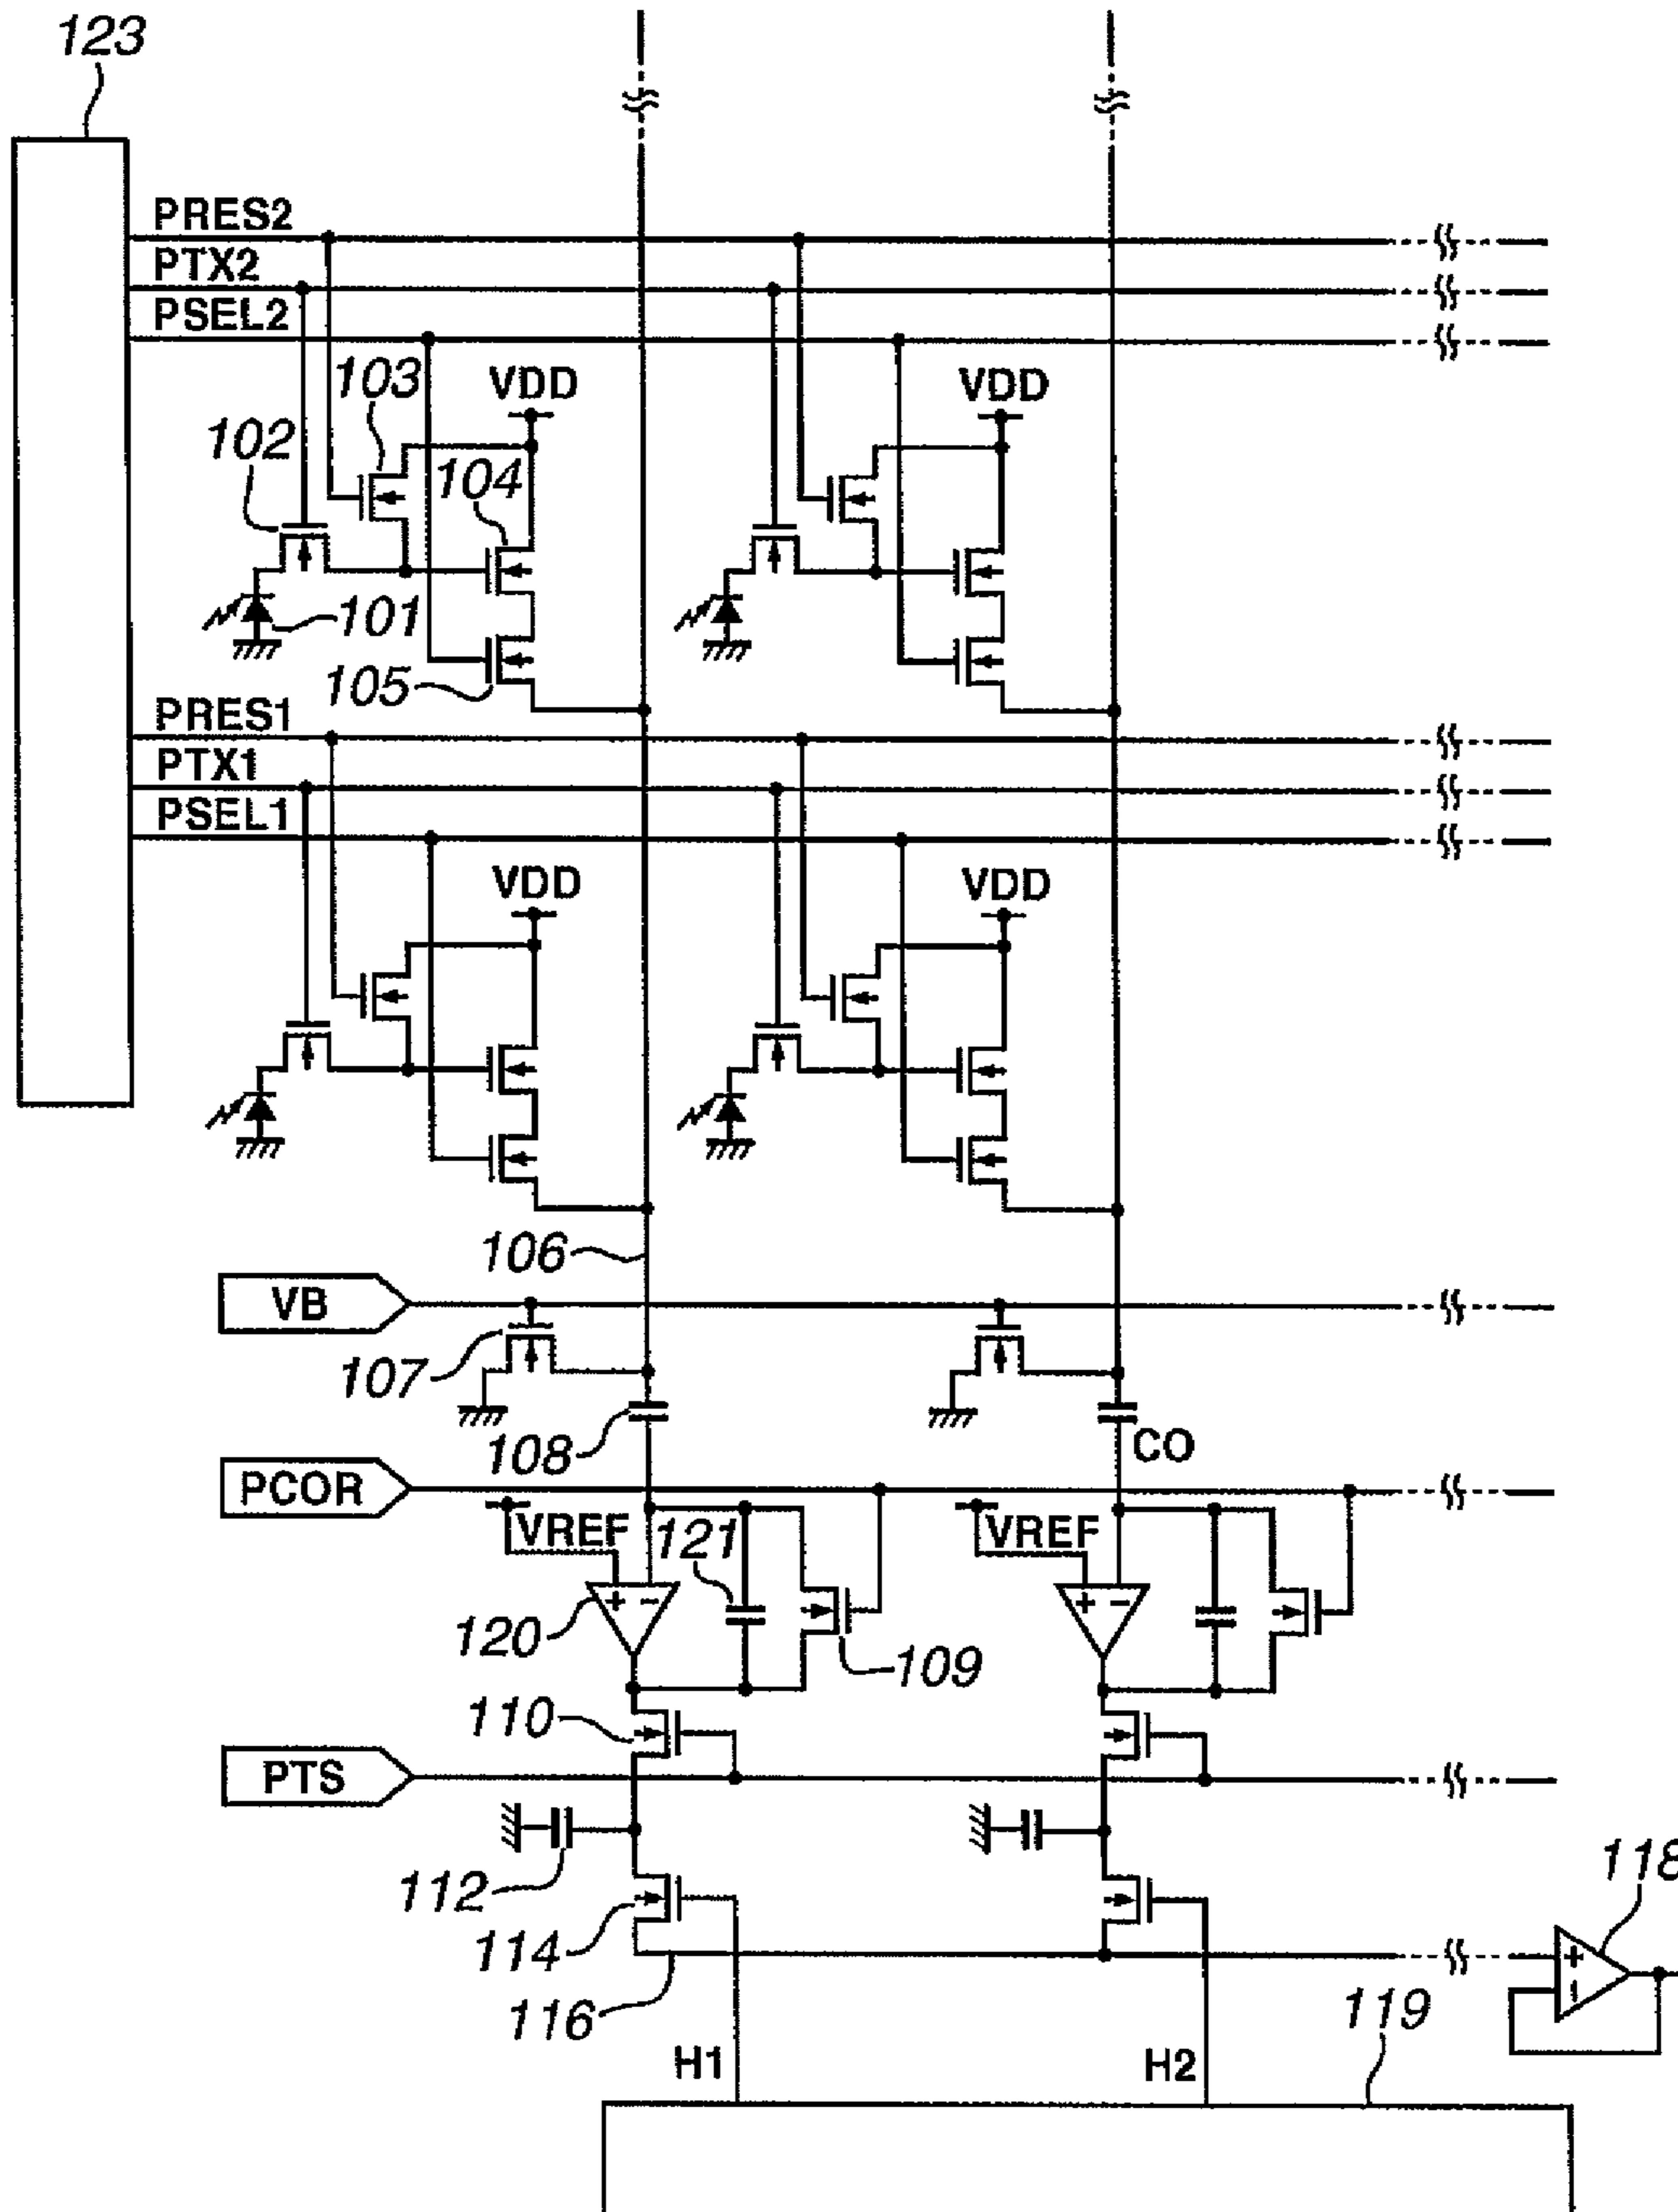 123
PRES2
PTX2
PSEL2
103
VDD
VDD
102
104
101
105
PRES1
PTX1
PSEL1
VDD
VDD
106
VB
107
108
CO
PCOR
VREF
121
VREF
+ −
+ −
120
109
110
PTS
112
118
114
+
−
116
119
H1
H2